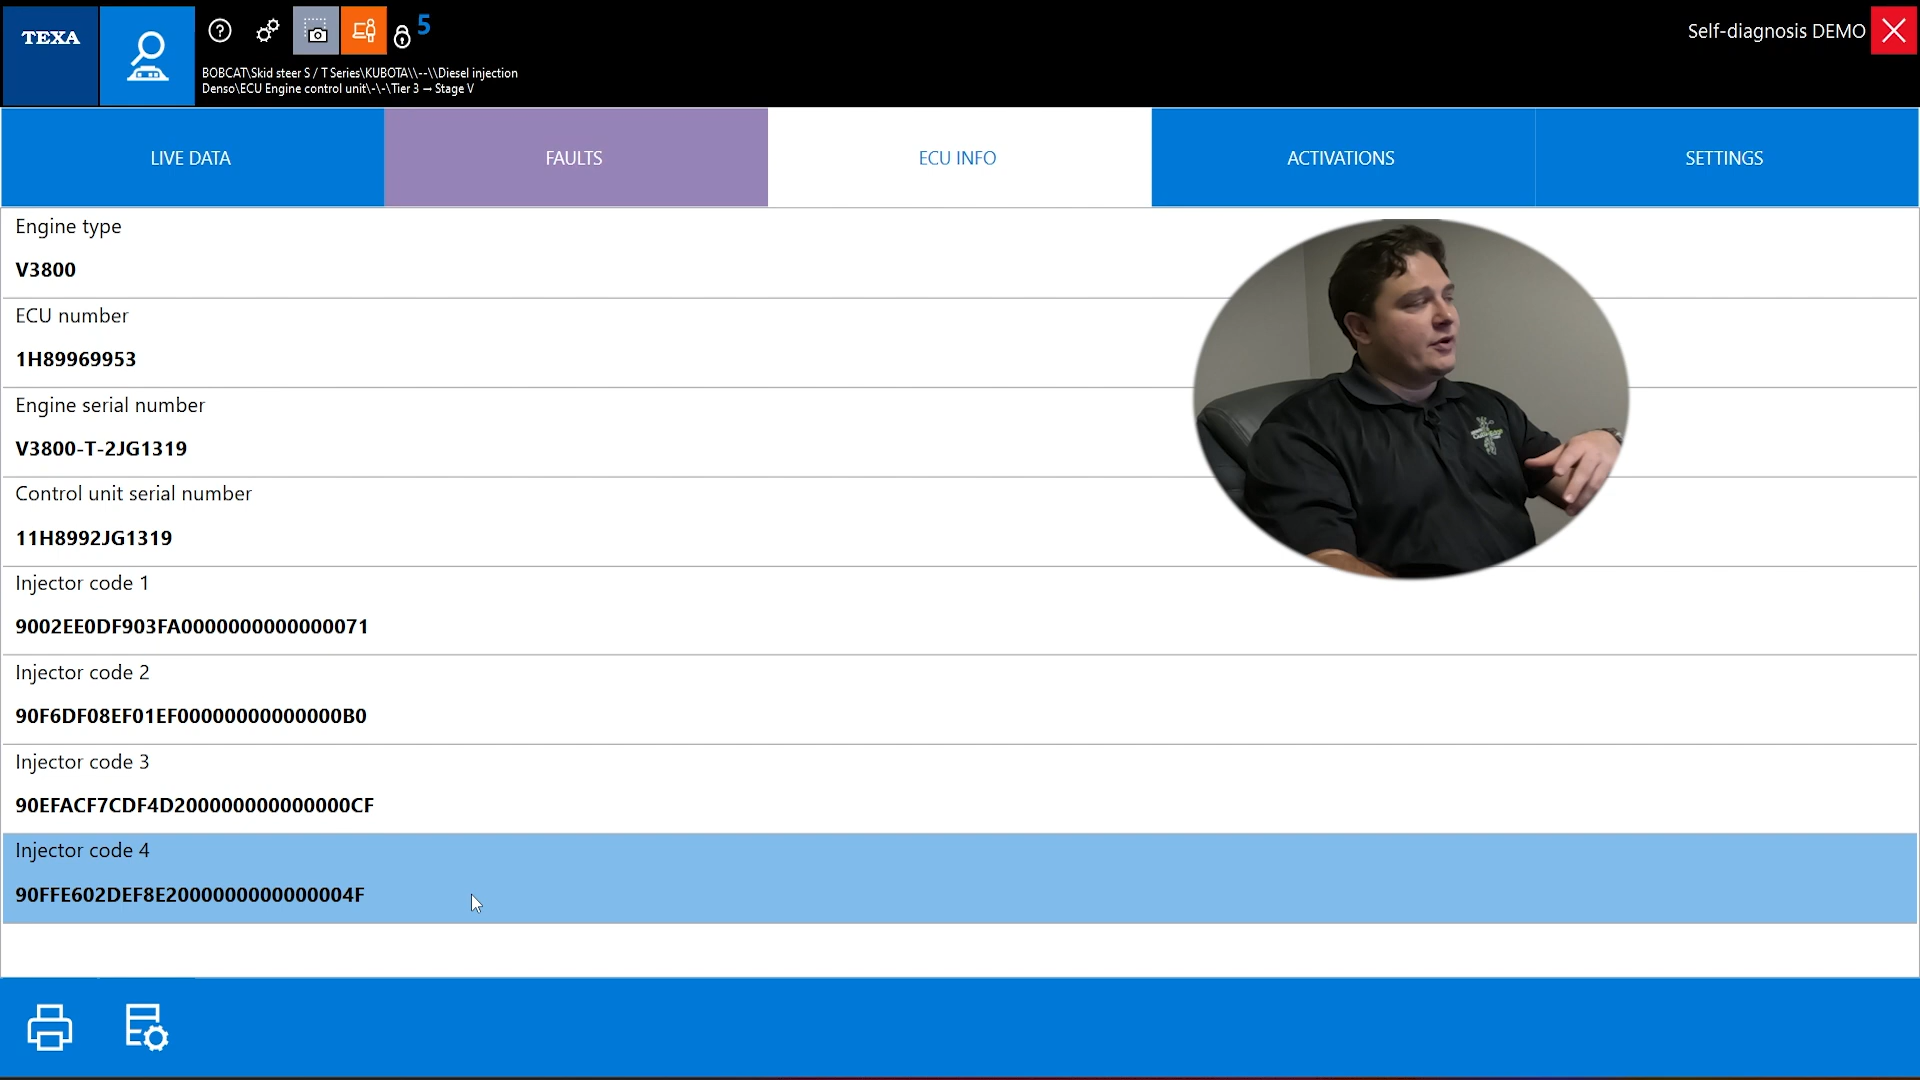 TEXA
5
Self-diagnosis DEMO
BOBCAT\Skid steer S / T Series\KUBOTA\\--\\Diesel injection
Denso\ECU Engine control unit\-\-\Tier 3 → Stage V
LIVE DATA
FAULTS
ECU INFO
ACTIVATIONS
SETTINGS
Engine type
V3800
ECU number
1H89969953
Engine serial number
V3800-T-2JG1319
Control unit serial number
11H8992JG1319
Injector code 1
9002EE0DF903FA0000000000000071
Injector code 2
90F6DF08EF01EF00000000000000B0
Injector code 3
90EFACF7CDF4D200000000000000CF
Injector code 4
90FFE602DEF8E2000000000000004F